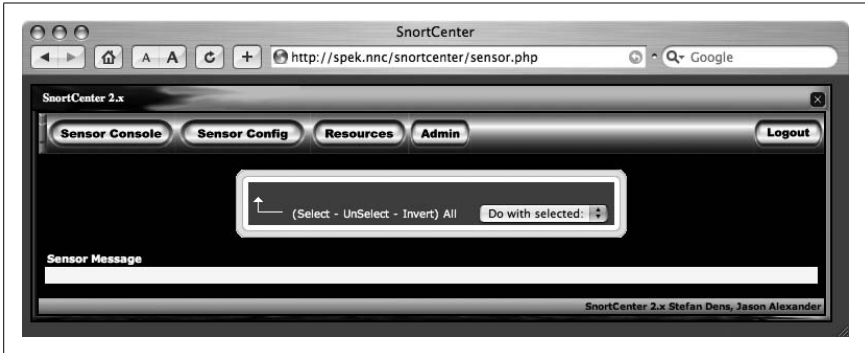 SnortCenter
A A + http://spek.nnc/snortcenter/sensor.php Q Google
SnortCenter 2.x
Sensor Console Sensor Config Resources Admin Logout
(Select - UnSelect - Invert) All Do with selected:
Sensor Message
SnortCenter 2.x Stefan Dens, Jason Alexander